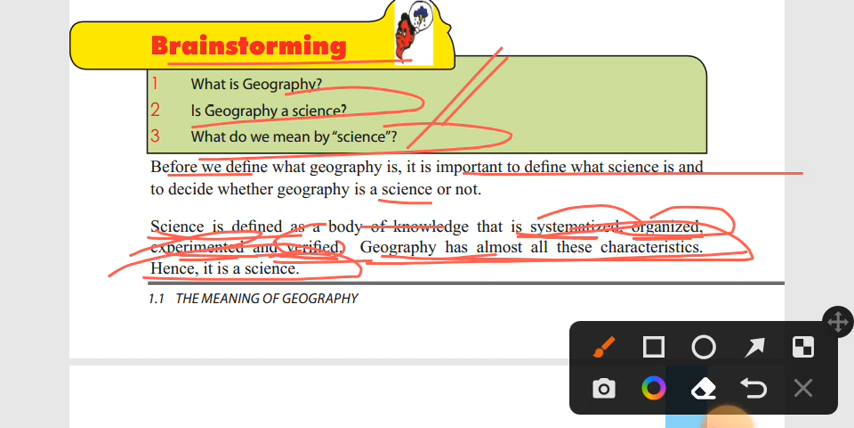 Brainstorming
1 What is Geography?
2 Is Geography a science?
3 What do we mean by “science”?
Before we define what geography is, it is important to define what science is and
to decide whether geography is a science or not.
Science is defined as a body of knowledge that is systematized, organized,
experimented and verified. Geography has almost all these characteristics.
Hence, it is a science.
1.1 THE MEANING OF GEOGRAPHY